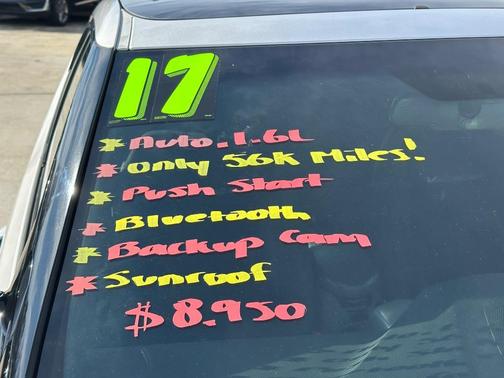 17
* Auto. 1.6L
* Only 56K Miles!
* Push Start
* Bluetooth
* Backup Cam
* Sunroof
$8.950